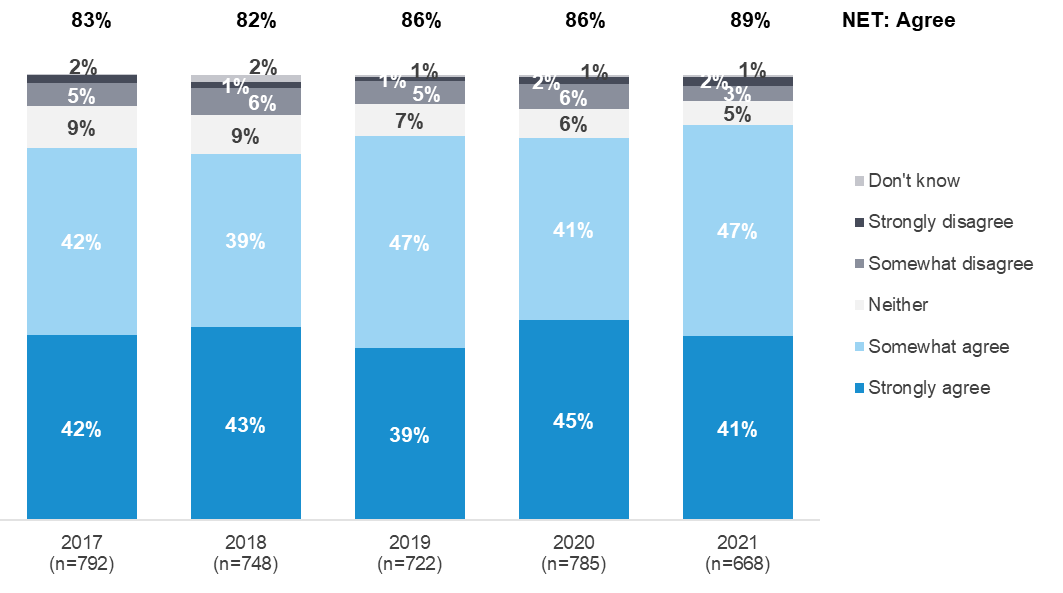 83% 82% 86% 86% 89% NET: Agree
2% 2% 1% 1% 1%
1% 1% 2% 2%
5% 6% 5% 6% 3%
9% 9% 7% 6% 5%
Don't know
Strongly disagree
Somewhat disagree
Neither
Somewhat agree
Strongly agree
42% 39% 47% 41% 47%
42% 43% 39% 45% 41%
2017 2018 2019 2020 2021
(n=792) (n=748) (n=722) (n=785) (n=668)